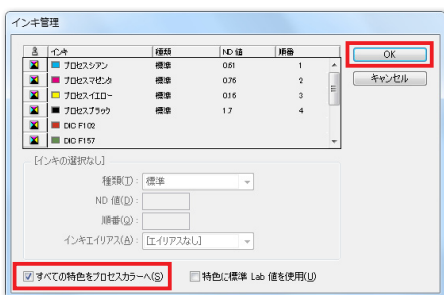 インキ管理
インキ 種類 ND 値 順番
プロセスシアン 標準 0.61 1
プロセスマゼンタ 標準 0.76 2
プロセスイエロー 標準 0.16 3
プロセスブラック 標準 1.7 4
DIC F102
DIC F157
OK
キャンセル
[インキの選択なし]
種類(T): 標準
ND 値(D):
順番(Q):
インキエイリアス(A): [エイリアスなし]
すべての特色をプロセスカラーへ(S) 特色に標準 Lab 値を使用(U)